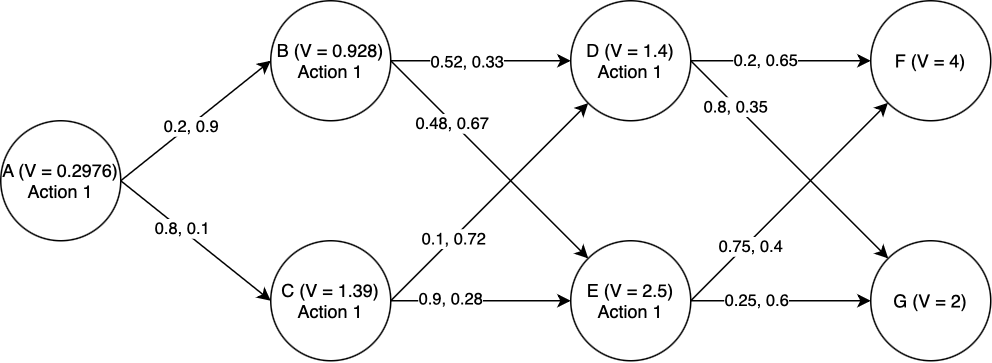 B (V = 0.928)
Action 1
0.52, 0.33
D (V = 1.4)
Action 1
0.2, 0.65
F (V = 4)
0.8, 0.35
0.2, 0.9
0.48, 0.67
A (V = 0.2976)
Action 1
0.8, 0.1
0.1, 0.72
0.75, 0.4
C (V = 1.39)
Action 1
0.9, 0.28
E (V = 2.5)
Action 1
0.25, 0.6
G (V = 2)